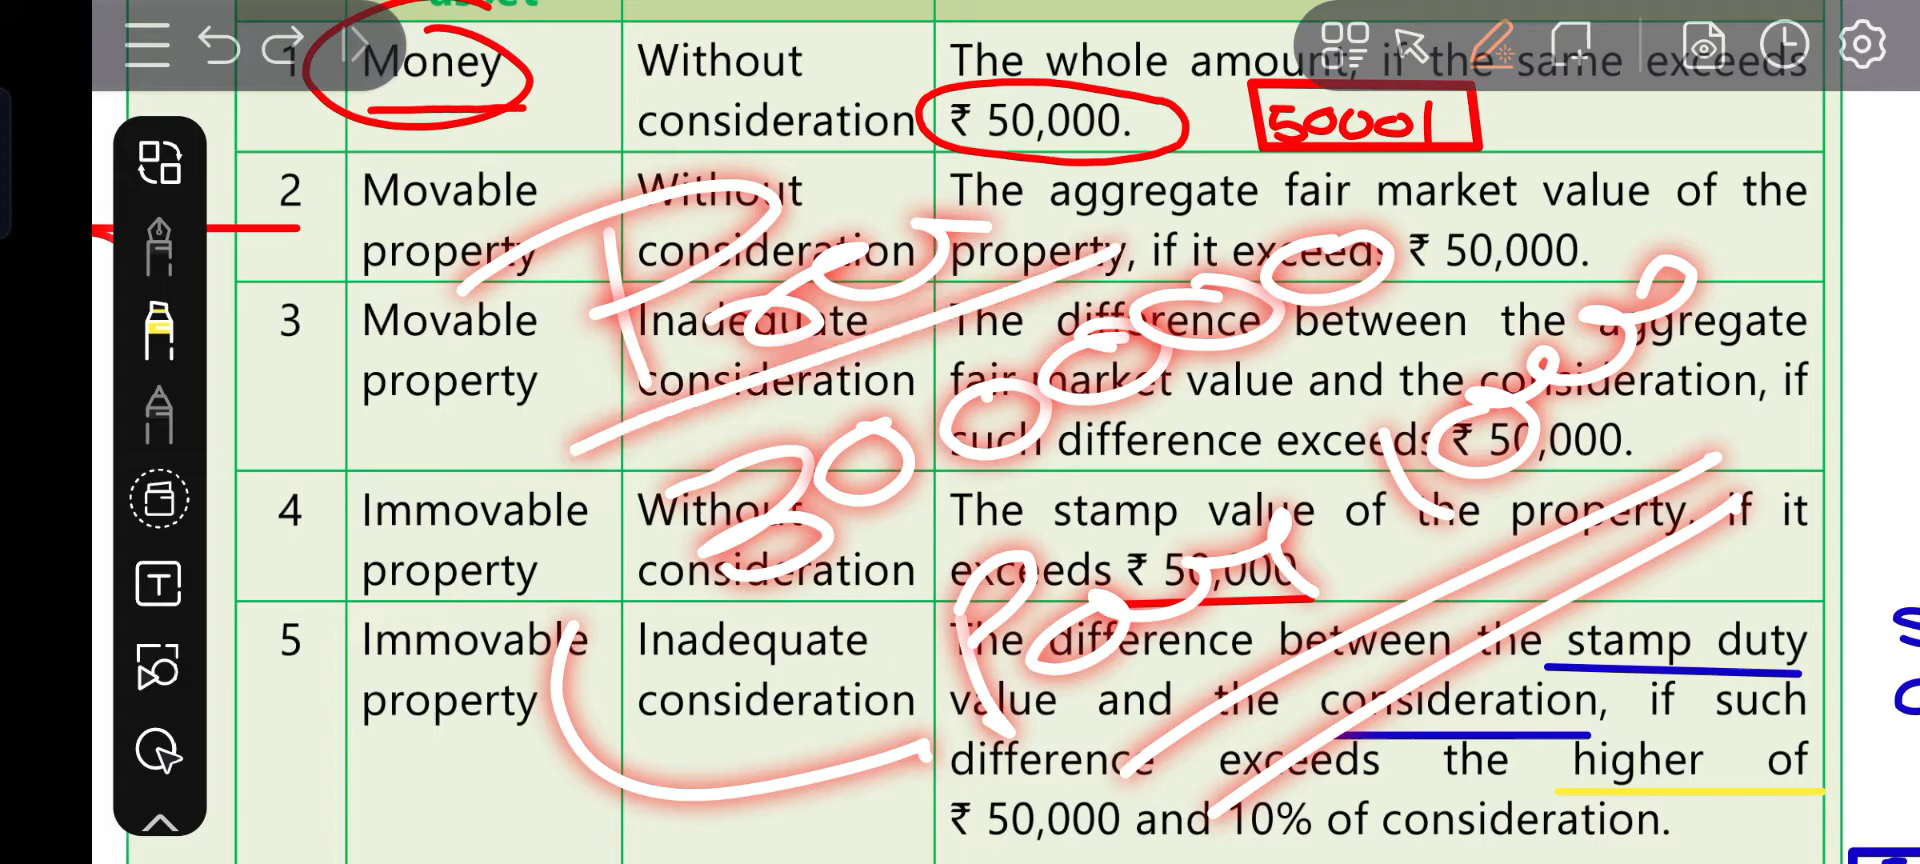 asset
1 Money Without consideration The whole amount, if the same exceeds ₹ 50,000.
50001
2 Movable property Without consideration The aggregate fair market value of the property, if it exceeds ₹ 50,000.
3 Movable property Inadequate consideration The difference between the aggregate fair market value and the consideration, if such difference exceeds ₹ 50,000.
4 Immovable property Without consideration The stamp value of the property, if it exceeds ₹ 50,000
5 Immovable property Inadequate consideration The difference between the stamp duty value and the consideration, if such difference exceeds the higher of ₹ 50,000 and 10% of consideration.
3000000
T